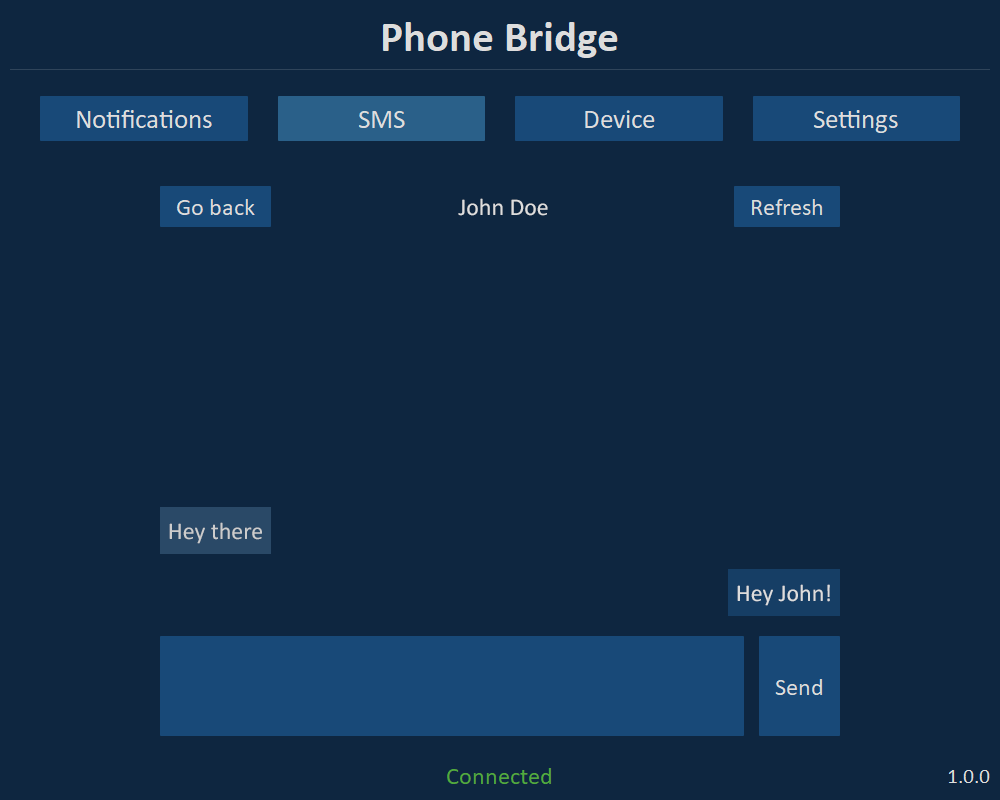 Phone Bridge
Notifications SMS Device Settings
Go back John Doe Refresh
Hey there
Hey John!
Send
Connected 1.0.0